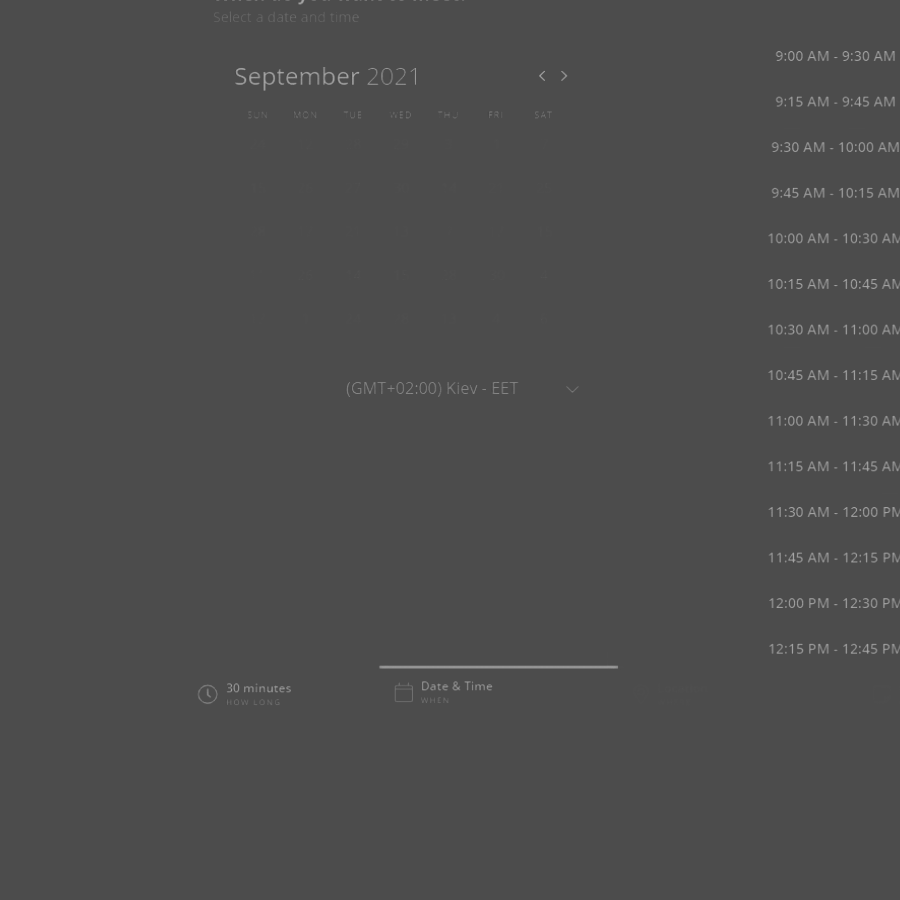 Select a date and time
September 2021
SUN MON TUE WED THU FRI SAT
(GMT+02:00) Kiev - EET
9:00 AM - 9:30 AM
9:15 AM - 9:45 AM
9:30 AM - 10:00 AM
9:45 AM - 10:15 AM
10:00 AM - 10:30 AM
10:15 AM - 10:45 AM
10:30 AM - 11:00 AM
10:45 AM - 11:15 AM
11:00 AM - 11:30 AM
11:15 AM - 11:45 AM
11:30 AM - 12:00 PM
11:45 AM - 12:15 PM
12:00 PM - 12:30 PM
12:15 PM - 12:45 PM
30 minutes
HOW LONG
Date & Time
WHEN